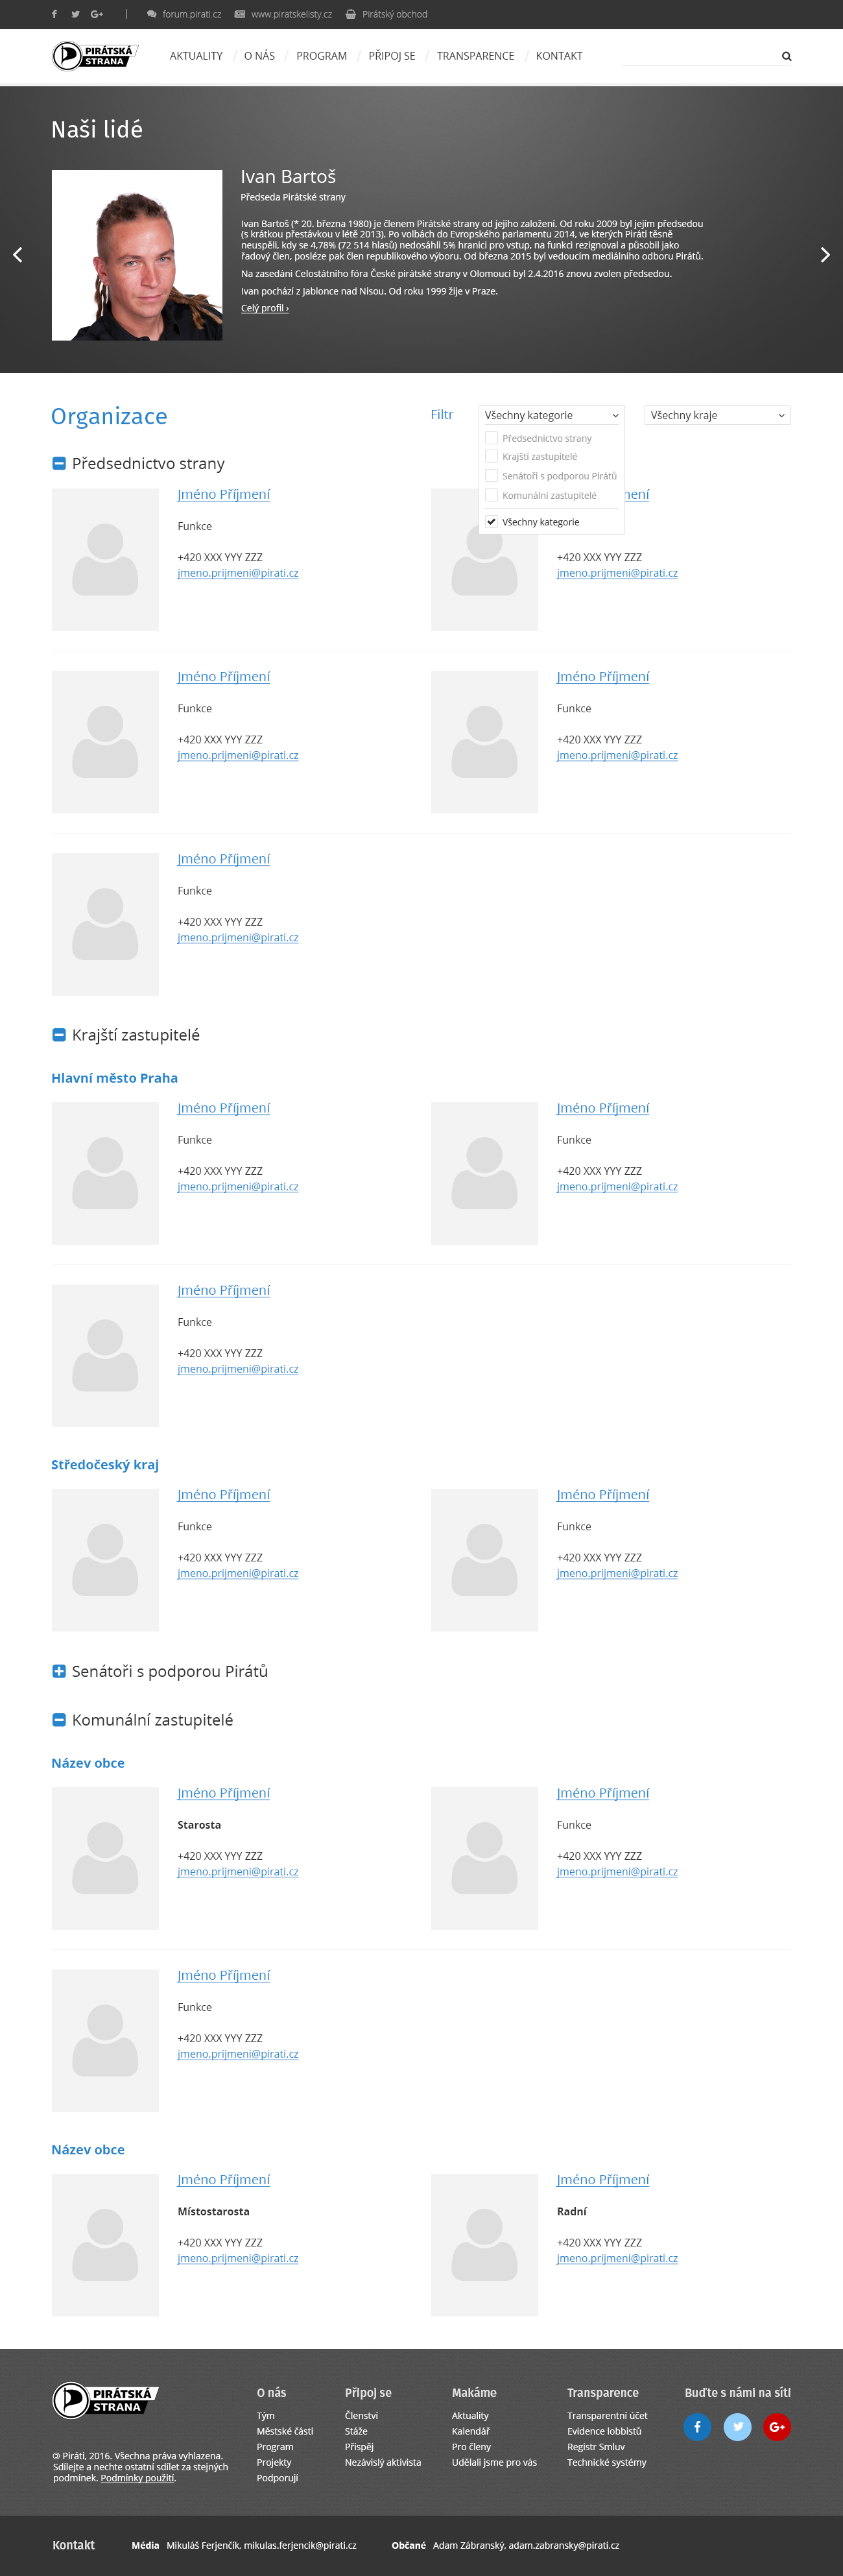 forum.pirati.cz www.piratskelisty.cz Pirátský obchod
PIRÁTSKÁ
STRANA
AKTUALITY / O NÁS / PROGRAM / PŘIPOJ SE / TRANSPARENCE / KONTAKT
Naši lidé
Ivan Bartoš
Předseda Pirátské strany
Ivan Bartoš (* 20. března 1980) je členem Pirátské strany od jejího založení. Od roku 2009 byl jejím předsedou
(s krátkou přestávkou v létě 2013). Po volbách do Evropského parlamentu 2014, ve kterých Piráti těsně
neuspěli, kdy se 4,78% (72 514 hlasů) nedosáhli 5% hranici pro vstup, na funkci rezignoval a působil jako
řadový člen, posléze pak člen republikového výboru. Od března 2015 byl vedoucím mediálního odboru Pirátů.
Na zasedání Celostátního fóra České pirátské strany v Olomouci byl 2.4.2016 znovu zvolen předsedou.
Ivan pochází z Jablonce nad Nisou. Od roku 1999 žije v Praze.
Celý profil ›
Organizace
Filtr
Všechny kategorie
Všechny kraje
Předsednictvo strany
Krajští zastupitelé
Senátoři s podporou Pirátů
Komunální zastupitelé
Všechny kategorie
Předsednictvo strany
Jméno Příjmení
Funkce
+420 XXX YYY ZZZ
jmeno.prijmeni@pirati.cz
+420 XXX YYY ZZZ
jmeno.prijmeni@pirati.cz
Jméno Příjmení
Funkce
+420 XXX YYY ZZZ
jmeno.prijmeni@pirati.cz
Jméno Příjmení
Funkce
+420 XXX YYY ZZZ
jmeno.prijmeni@pirati.cz
Jméno Příjmení
Funkce
+420 XXX YYY ZZZ
jmeno.prijmeni@pirati.cz
Krajští zastupitelé
Hlavní město Praha
Jméno Příjmení
Funkce
+420 XXX YYY ZZZ
jmeno.prijmeni@pirati.cz
Jméno Příjmení
Funkce
+420 XXX YYY ZZZ
jmeno.prijmeni@pirati.cz
Jméno Příjmení
Funkce
+420 XXX YYY ZZZ
jmeno.prijmeni@pirati.cz
Středočeský kraj
Jméno Příjmení
Funkce
+420 XXX YYY ZZZ
jmeno.prijmeni@pirati.cz
Jméno Příjmení
Funkce
+420 XXX YYY ZZZ
jmeno.prijmeni@pirati.cz
Senátoři s podporou Pirátů
Komunální zastupitelé
Název obce
Jméno Příjmení
Starosta
+420 XXX YYY ZZZ
jmeno.prijmeni@pirati.cz
Jméno Příjmení
Funkce
+420 XXX YYY ZZZ
jmeno.prijmeni@pirati.cz
Jméno Příjmení
Funkce
+420 XXX YYY ZZZ
jmeno.prijmeni@pirati.cz
Název obce
Jméno Příjmení
Místostarosta
+420 XXX YYY ZZZ
jmeno.prijmeni@pirati.cz
Jméno Příjmení
Radní
+420 XXX YYY ZZZ
jmeno.prijmeni@pirati.cz
PIRÁTSKÁ
STRANA
Piráti, 2016. Všechna práva vyhlazena.
Sdílejte a nechte ostatní sdílet za stejných
podmínek. Podmínky použití.
O nás
Tým
Městské části
Program
Projekty
Podporují
Připoj se
Členství
Stáže
Přispěj
Nezávislý aktivista
Makáme
Aktuality
Kalendář
Pro členy
Udělali jsme pro vás
Transparence
Transparentní účet
Evidence lobbistů
Registr Smluv
Technické systémy
Buďte s námi na síti
Kontakt
Média Mikuláš Ferjenčík, mikulas.ferjencik@pirati.cz
Občané Adam Zábranský, adam.zabransky@pirati.cz